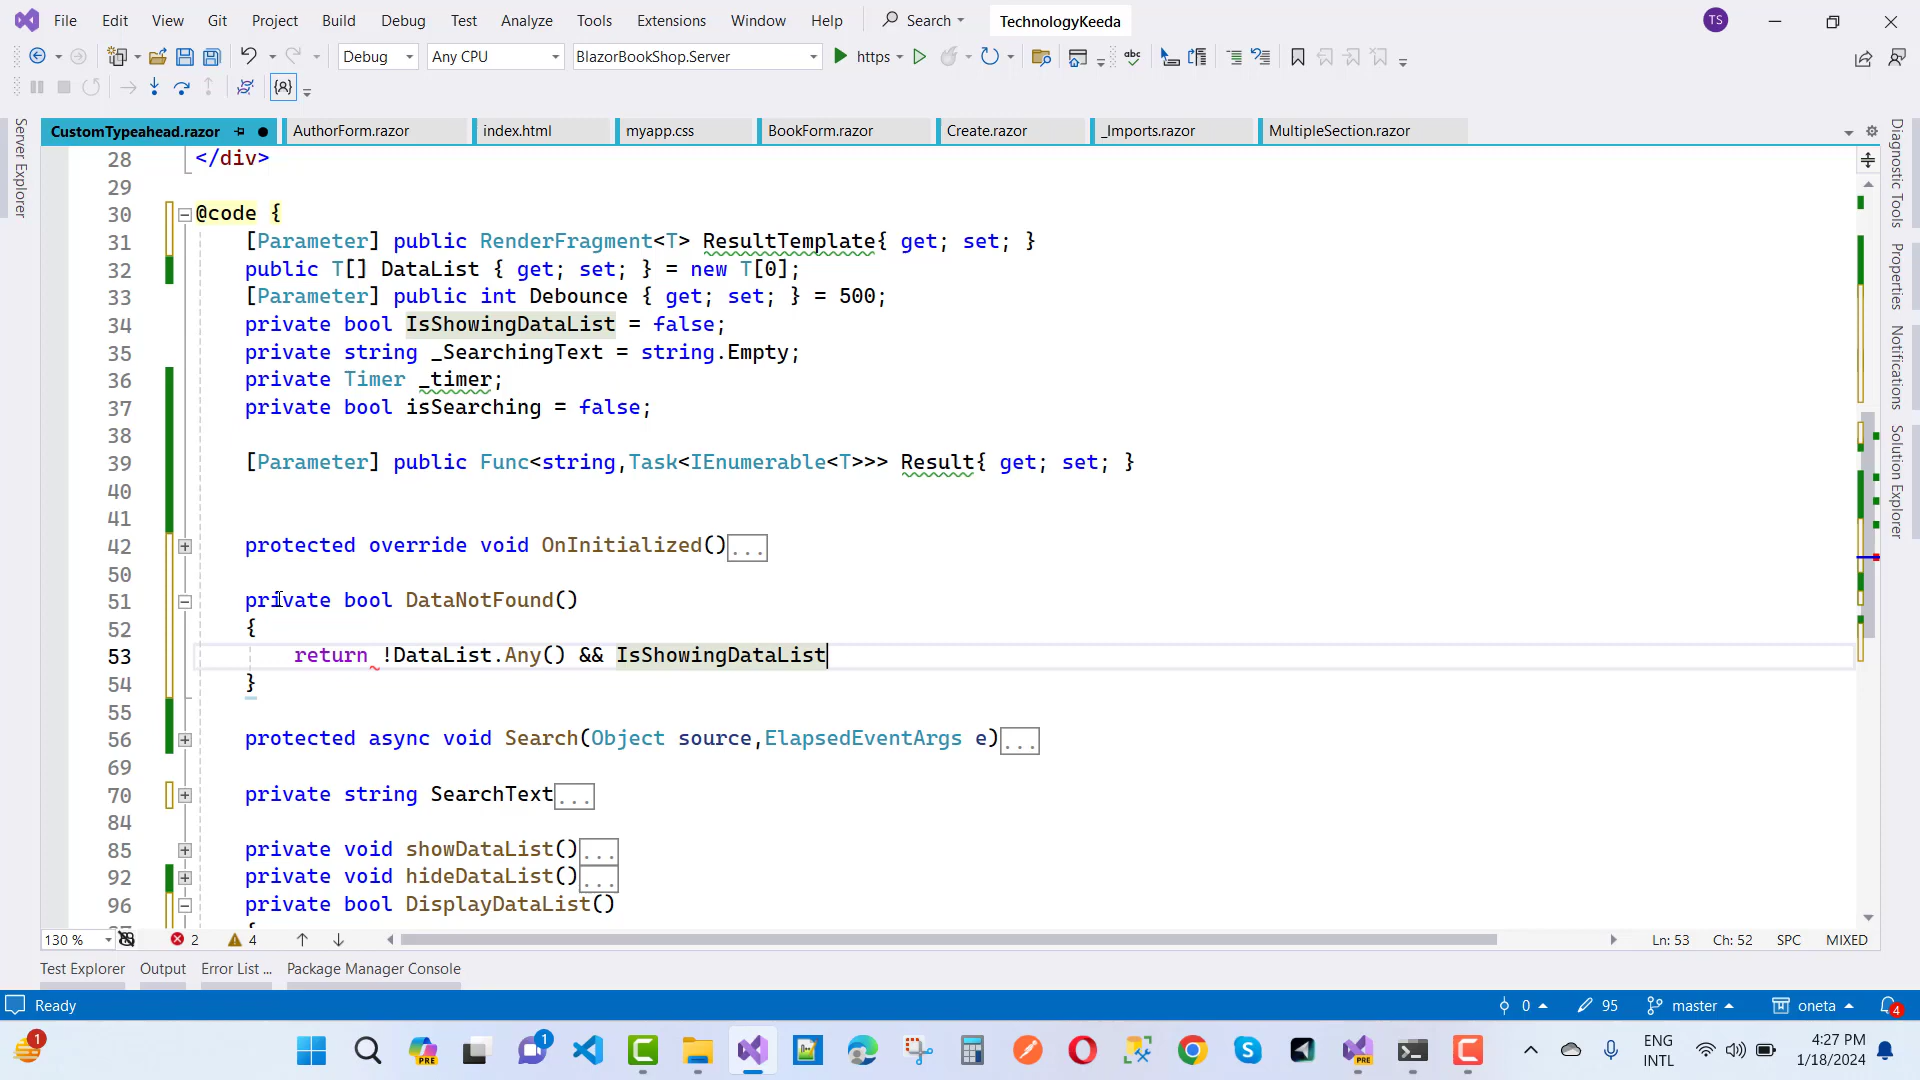 File Edit View Git Project Build Debug Test Analyze Tools Extensions Window Help Search TechnologyKeeda TS
Debug Any CPU BlazorBookShop.Server https
CustomTypeahead.razor AuthorForm.razor index.html myapp.css BookForm.razor Create.razor _Imports.razor MultipleSection.razor
Server Explorer
28 </div>
29
30 @code {
31 [Parameter] public RenderFragment<T> ResultTemplate{ get; set; }
32 public T[] DataList { get; set; } = new T[0];
33 [Parameter] public int Debounce { get; set; } = 500;
34 private bool IsShowingDataList = false;
35 private string _SearchingText = string.Empty;
36 private Timer _timer;
37 private bool isSearching = false;
38
39 [Parameter] public Func<string,Task<IEnumerable<T>>> Result{ get; set; }
40
41
42 protected override void OnInitialized()...
50
51 private bool DataNotFound()
52 {
53 return !DataList.Any() && IsShowingDataList
54 }
55
56 protected async void Search(Object source,ElapsedEventArgs e)...
69
70 private string SearchText...
84
85 private void showDataList()...
92 private void hideDataList()...
96 private bool DisplayDataList()
Diagnostic Tools
Properties
Notifications
Solution Explorer
130 % 2 4 Ln: 53 Ch: 52 SPC MIXED
Test Explorer Output Error List ... Package Manager Console
Ready 0 95 master oneta 4
1 PRE 1 PRE ENG INTL 4:27 PM 1/18/2024